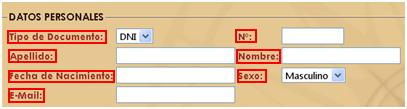 DATOS PERSONALES
Tipo de Documento: DNI Nº:
Apellido: Nombre:
Fecha de Nacimiento: Sexo: Masculino
E-Mail: